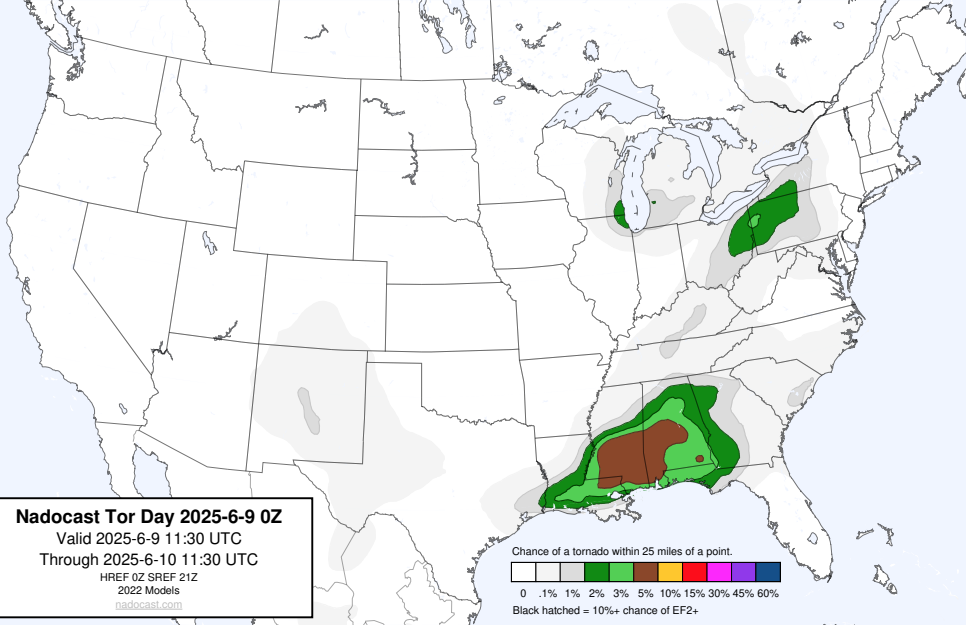 Nadocast Tor Day 2025-6-9 0Z
Valid 2025-6-9 11:30 UTC
Through 2025-6-10 11:30 UTC
HREF 0Z SREF 21Z
2022 Models
nadocast.com
Chance of a tornado within 25 miles of a point.
0 .1% 1% 2% 3% 5% 10% 15% 30% 45% 60%
Black hatched = 10%+ chance of EF2+